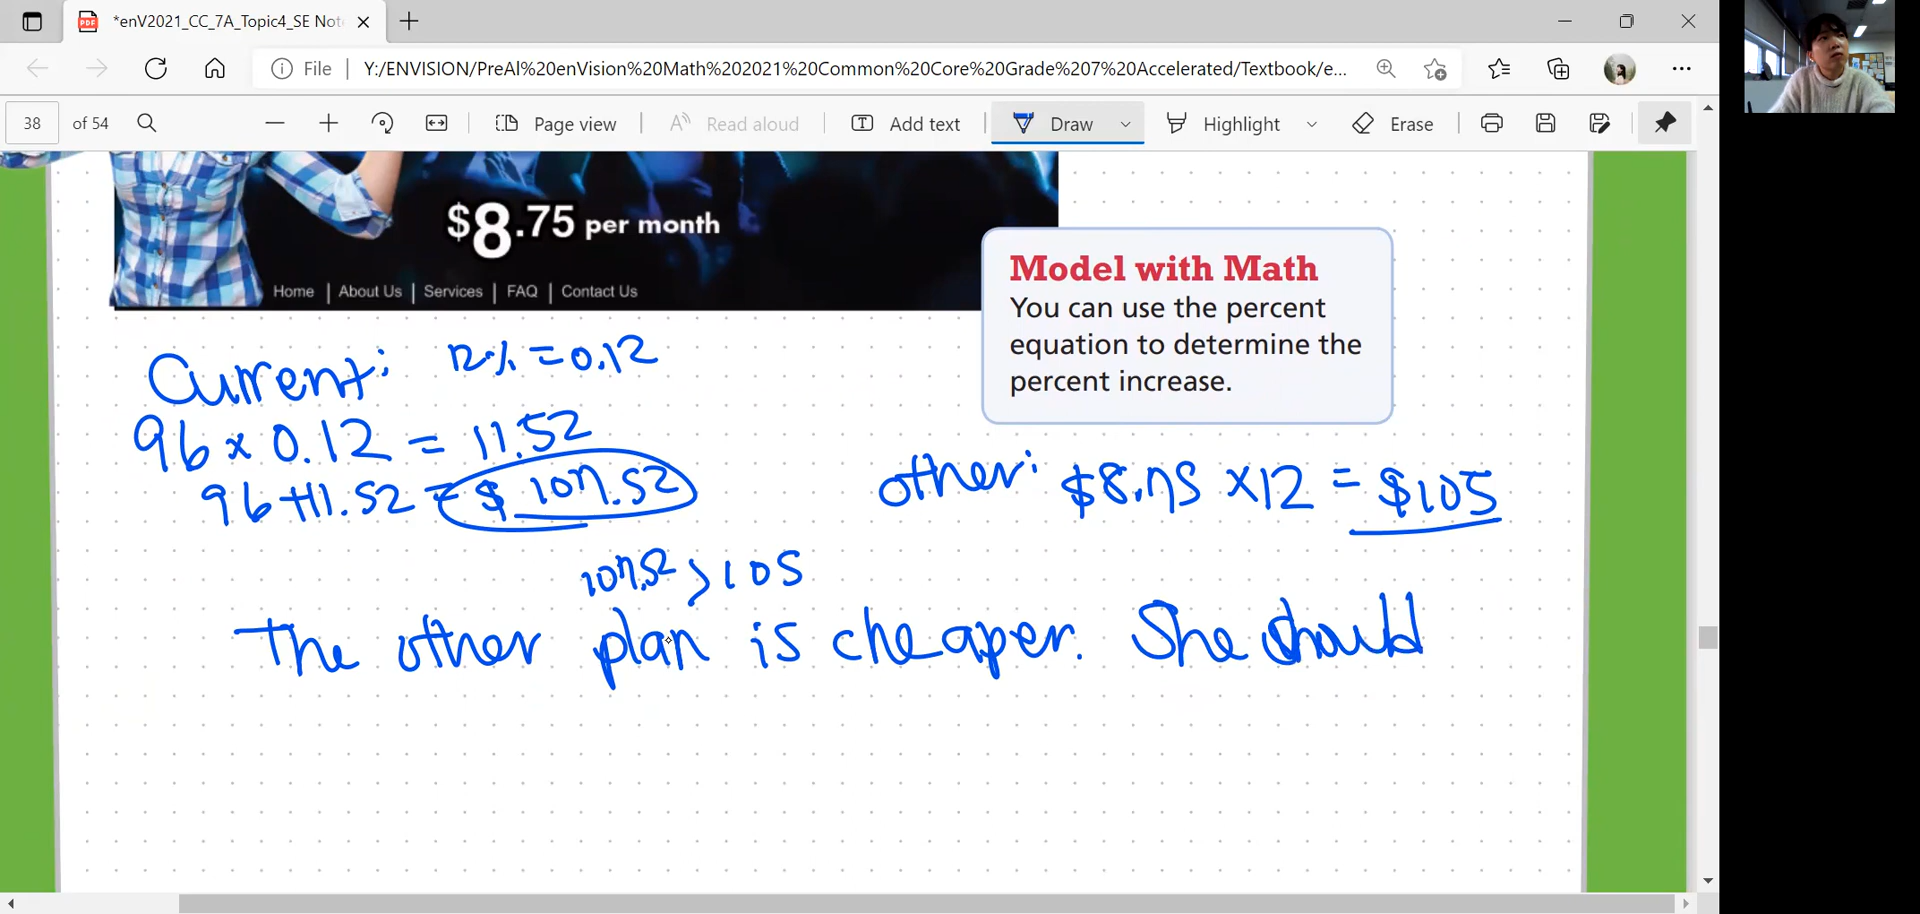 *enV2021_CC_7A_Topic4_SE Not
File | Y:/ENVISION/PreAl%20enVision%20Math%202021%20Common%20Core%20Grade%207%20Accelerated/Textbook/e...
38 of 54 Page view Read aloud Add text Draw Highlight Erase
$8.75 per month
Home | About Us | Services | FAQ | Contact Us
Model with Math
You can use the percent
equation to determine the
percent increase.
Current: 12% = 0.12
96 x 0.12 = 11.52
96+11.52 = $ 107.52
other: $8.75 x12 = $105
107.52 > 105
The other plan is cheaper. She should